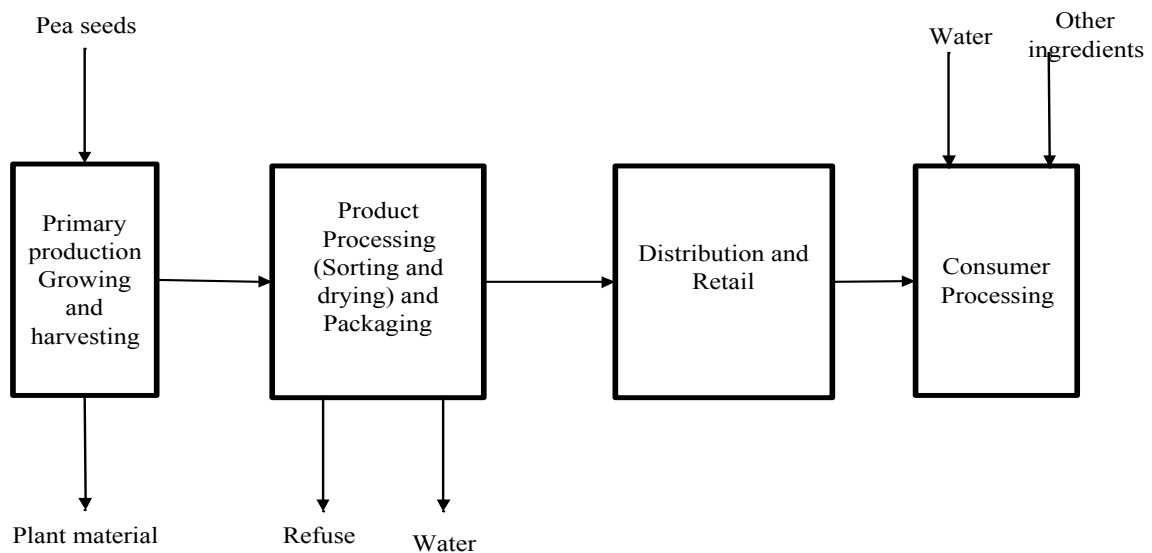 Pea seeds
Water
Other
ingredients
Primary
production
Growing
and
harvesting
Product
Processing
(Sorting and
drying) and
Packaging
Distribution and
Retail
Consumer
Processing
Plant material
Refuse
Water